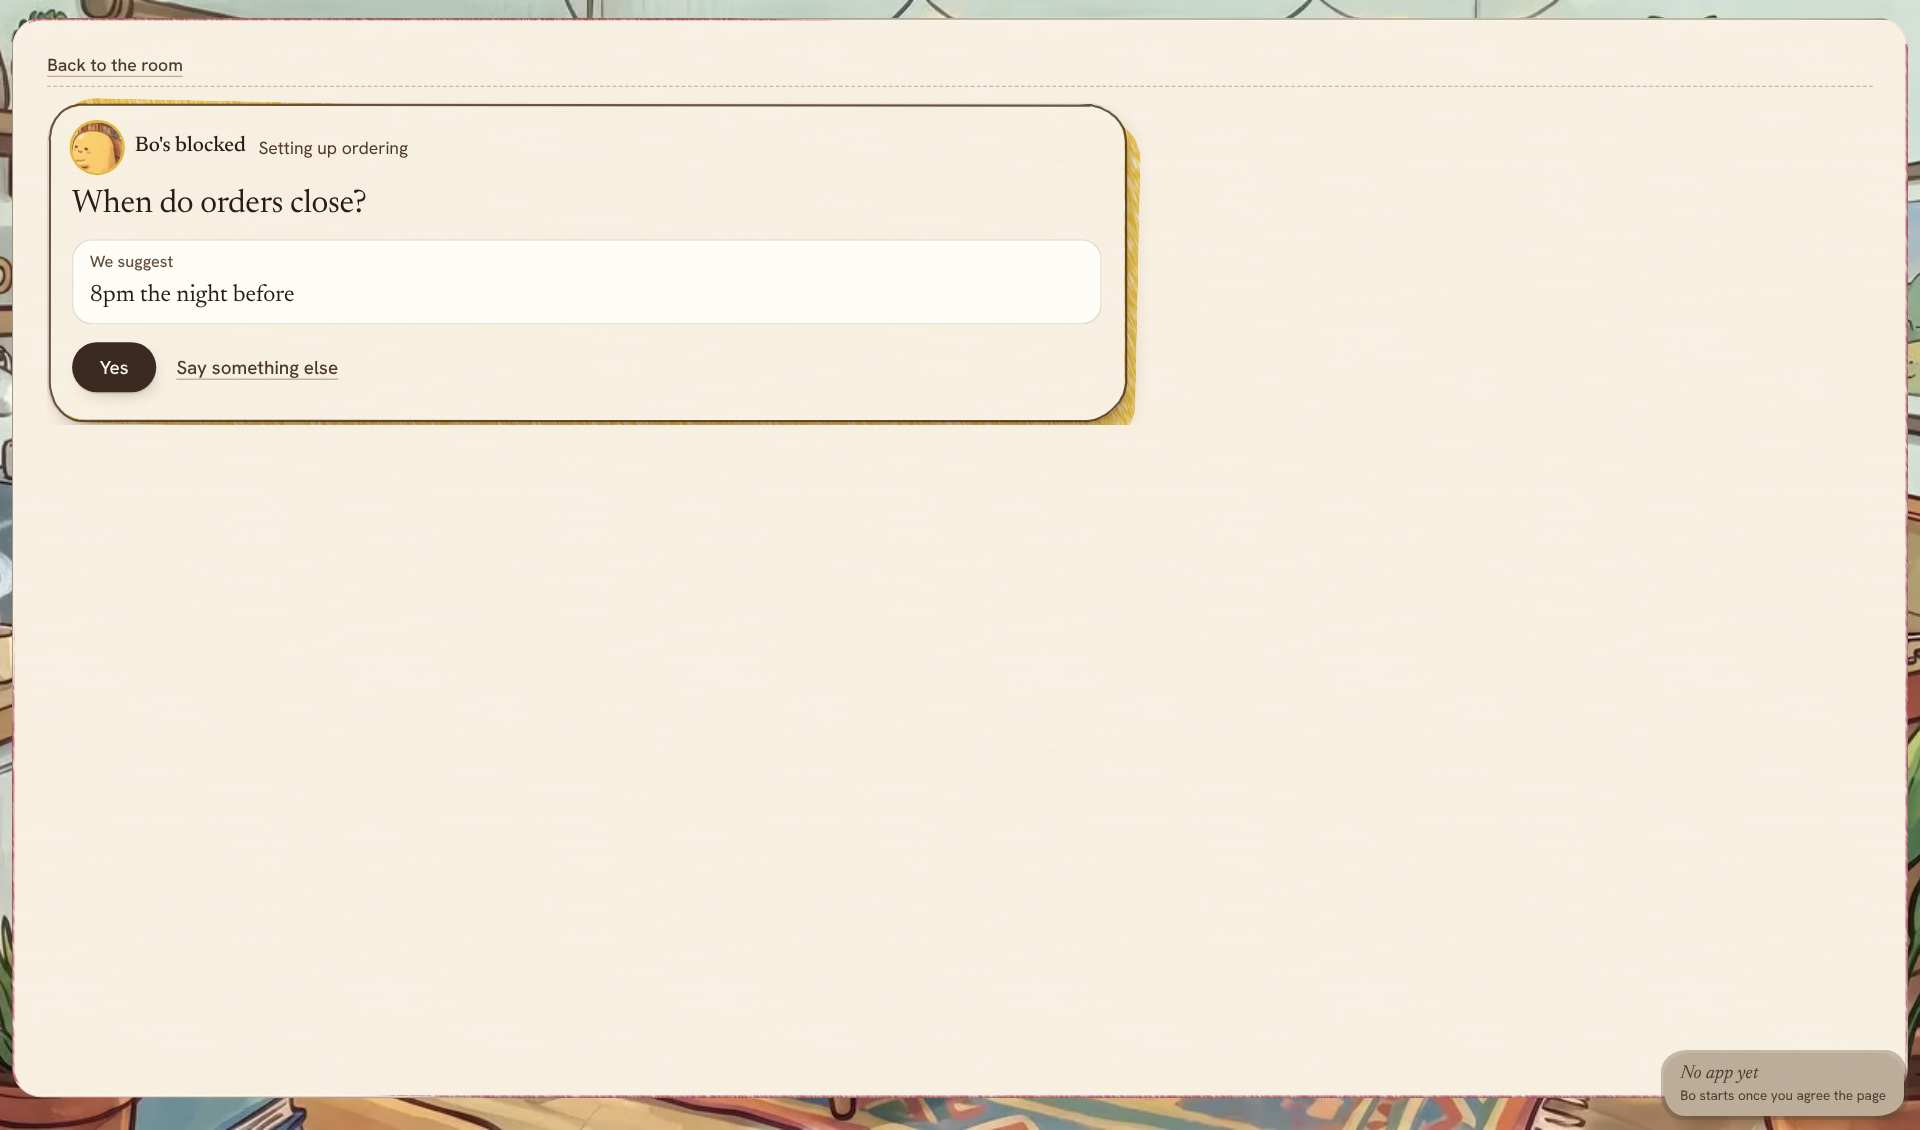 Back to the room
Bo's blocked Setting up ordering
When do orders close?
We suggest
8pm the night before
Yes Say something else
No app yet
Bo starts once you agree the page